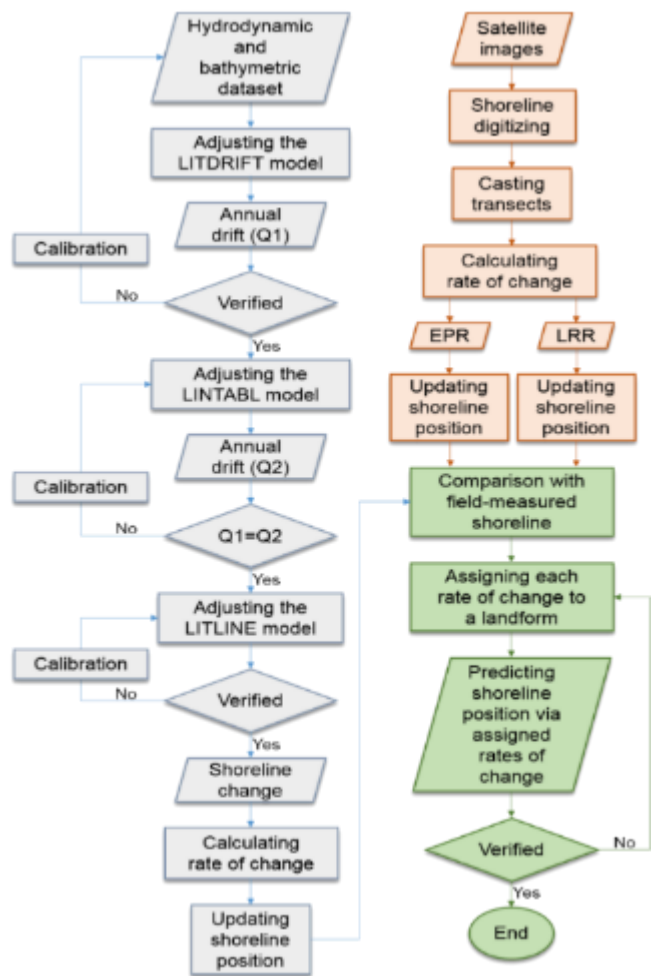 Hydrodynamic
and
bathymetric
dataset
Adjusting the
LITDRIFT model
Annual
drift (Q1)
Calibration
No
Verified
Yes
Adjusting the
LINTABL model
Annual
drift (Q2)
Calibration
No
Q1=Q2
Yes
Adjusting the
LITLINE model
Calibration
No
Verified
Yes
Shoreline
change
Calculating
rate of change
Updating
shoreline
position
Satellite
images
Shoreline
digitizing
Casting
transects
Calculating
rate of change
EPR
LRR
Updating
shoreline
position
Updating
shoreline
position
Comparison with
field-measured
shoreline
Assigning each
rate of change to
a landform
Predicting
shoreline
position via
assigned
rates of
change
Verified
No
Yes
End